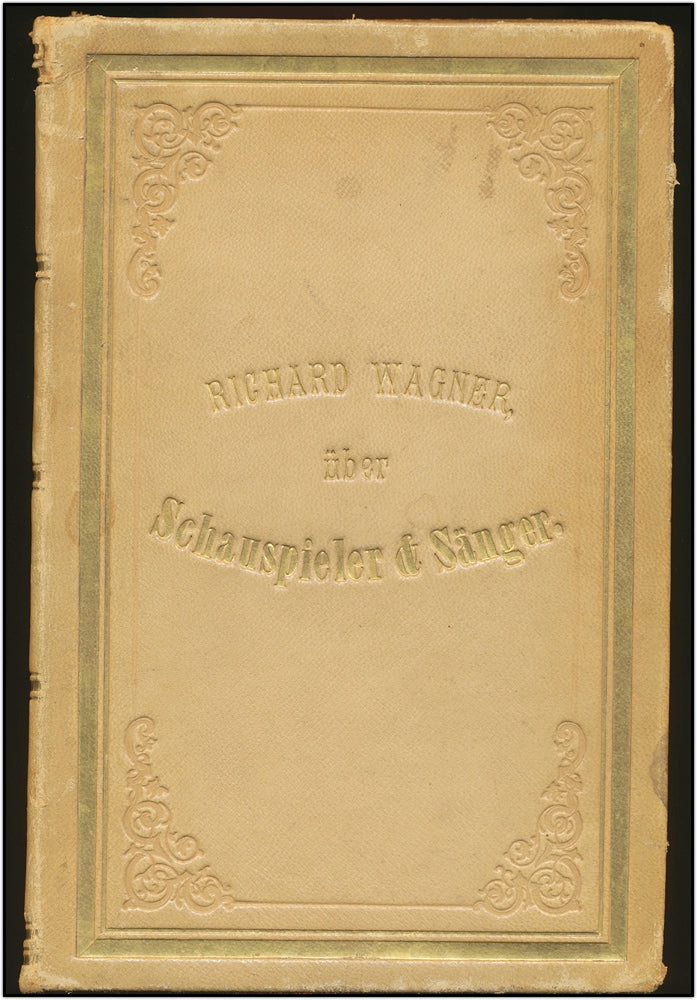 RICHARD WAGNER,
über
Schauspieler & Sänger.